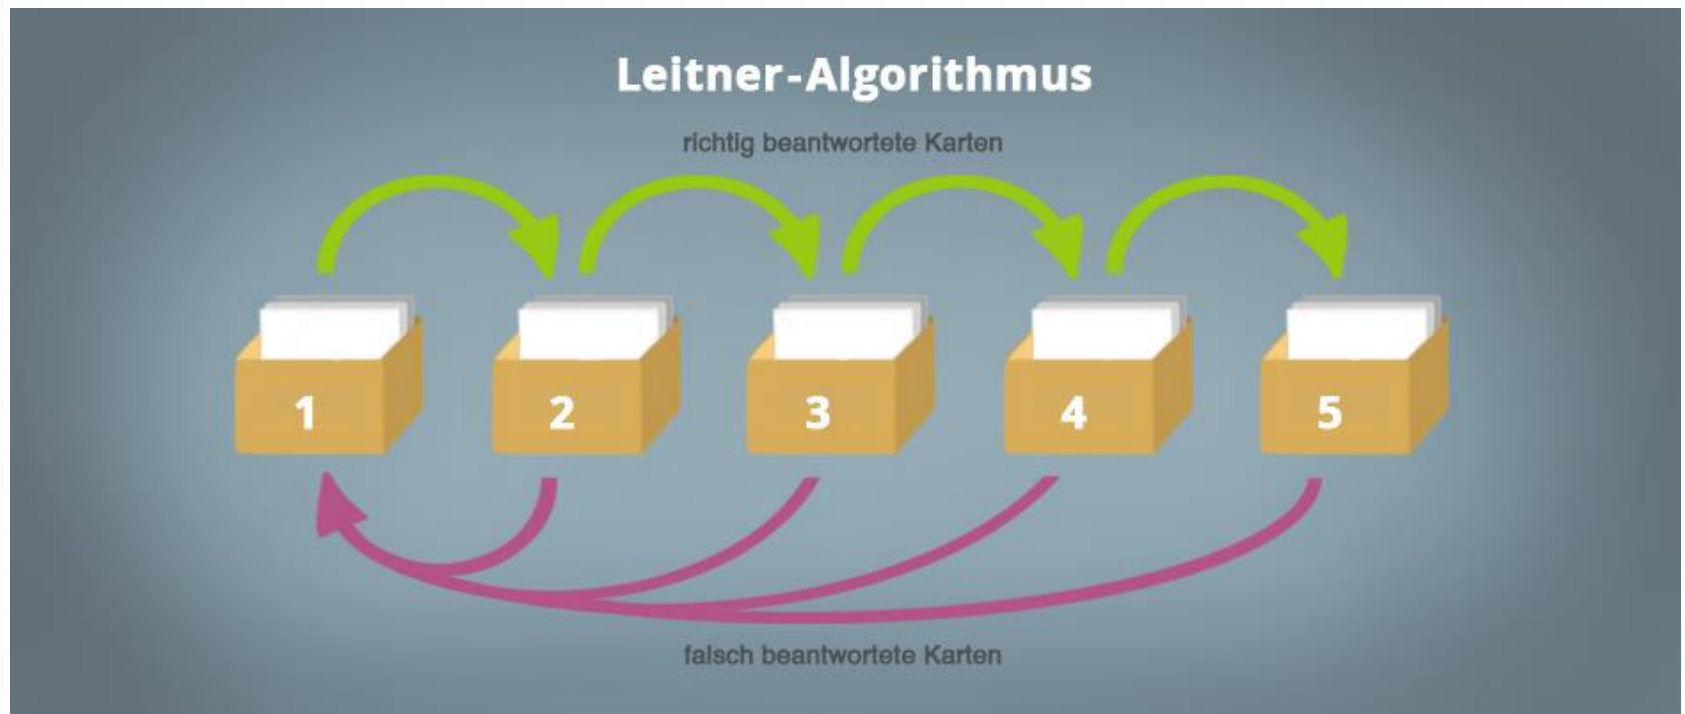 Leitner-Algorithmus
richtig beantwortete Karten
1 2 3 4 5
falsch beantwortete Karten